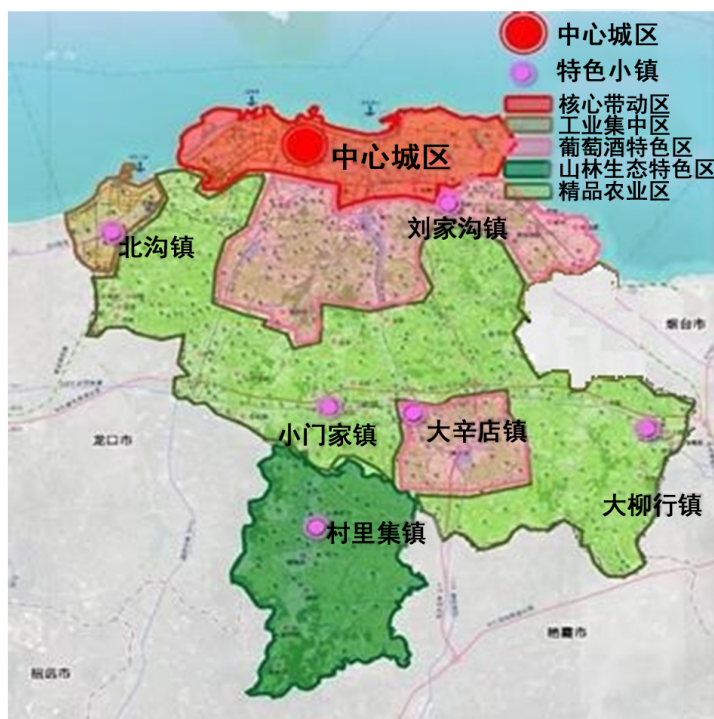 中心城区
特色小镇
核心带动区
工业集中区
葡萄酒特色区
山林生态特色区
精品农业区
中心城区
刘家沟镇
北沟镇
烟台市
小门家镇
大辛店镇
龙口市
大柳行镇
村里集镇
栖霞市
招远市